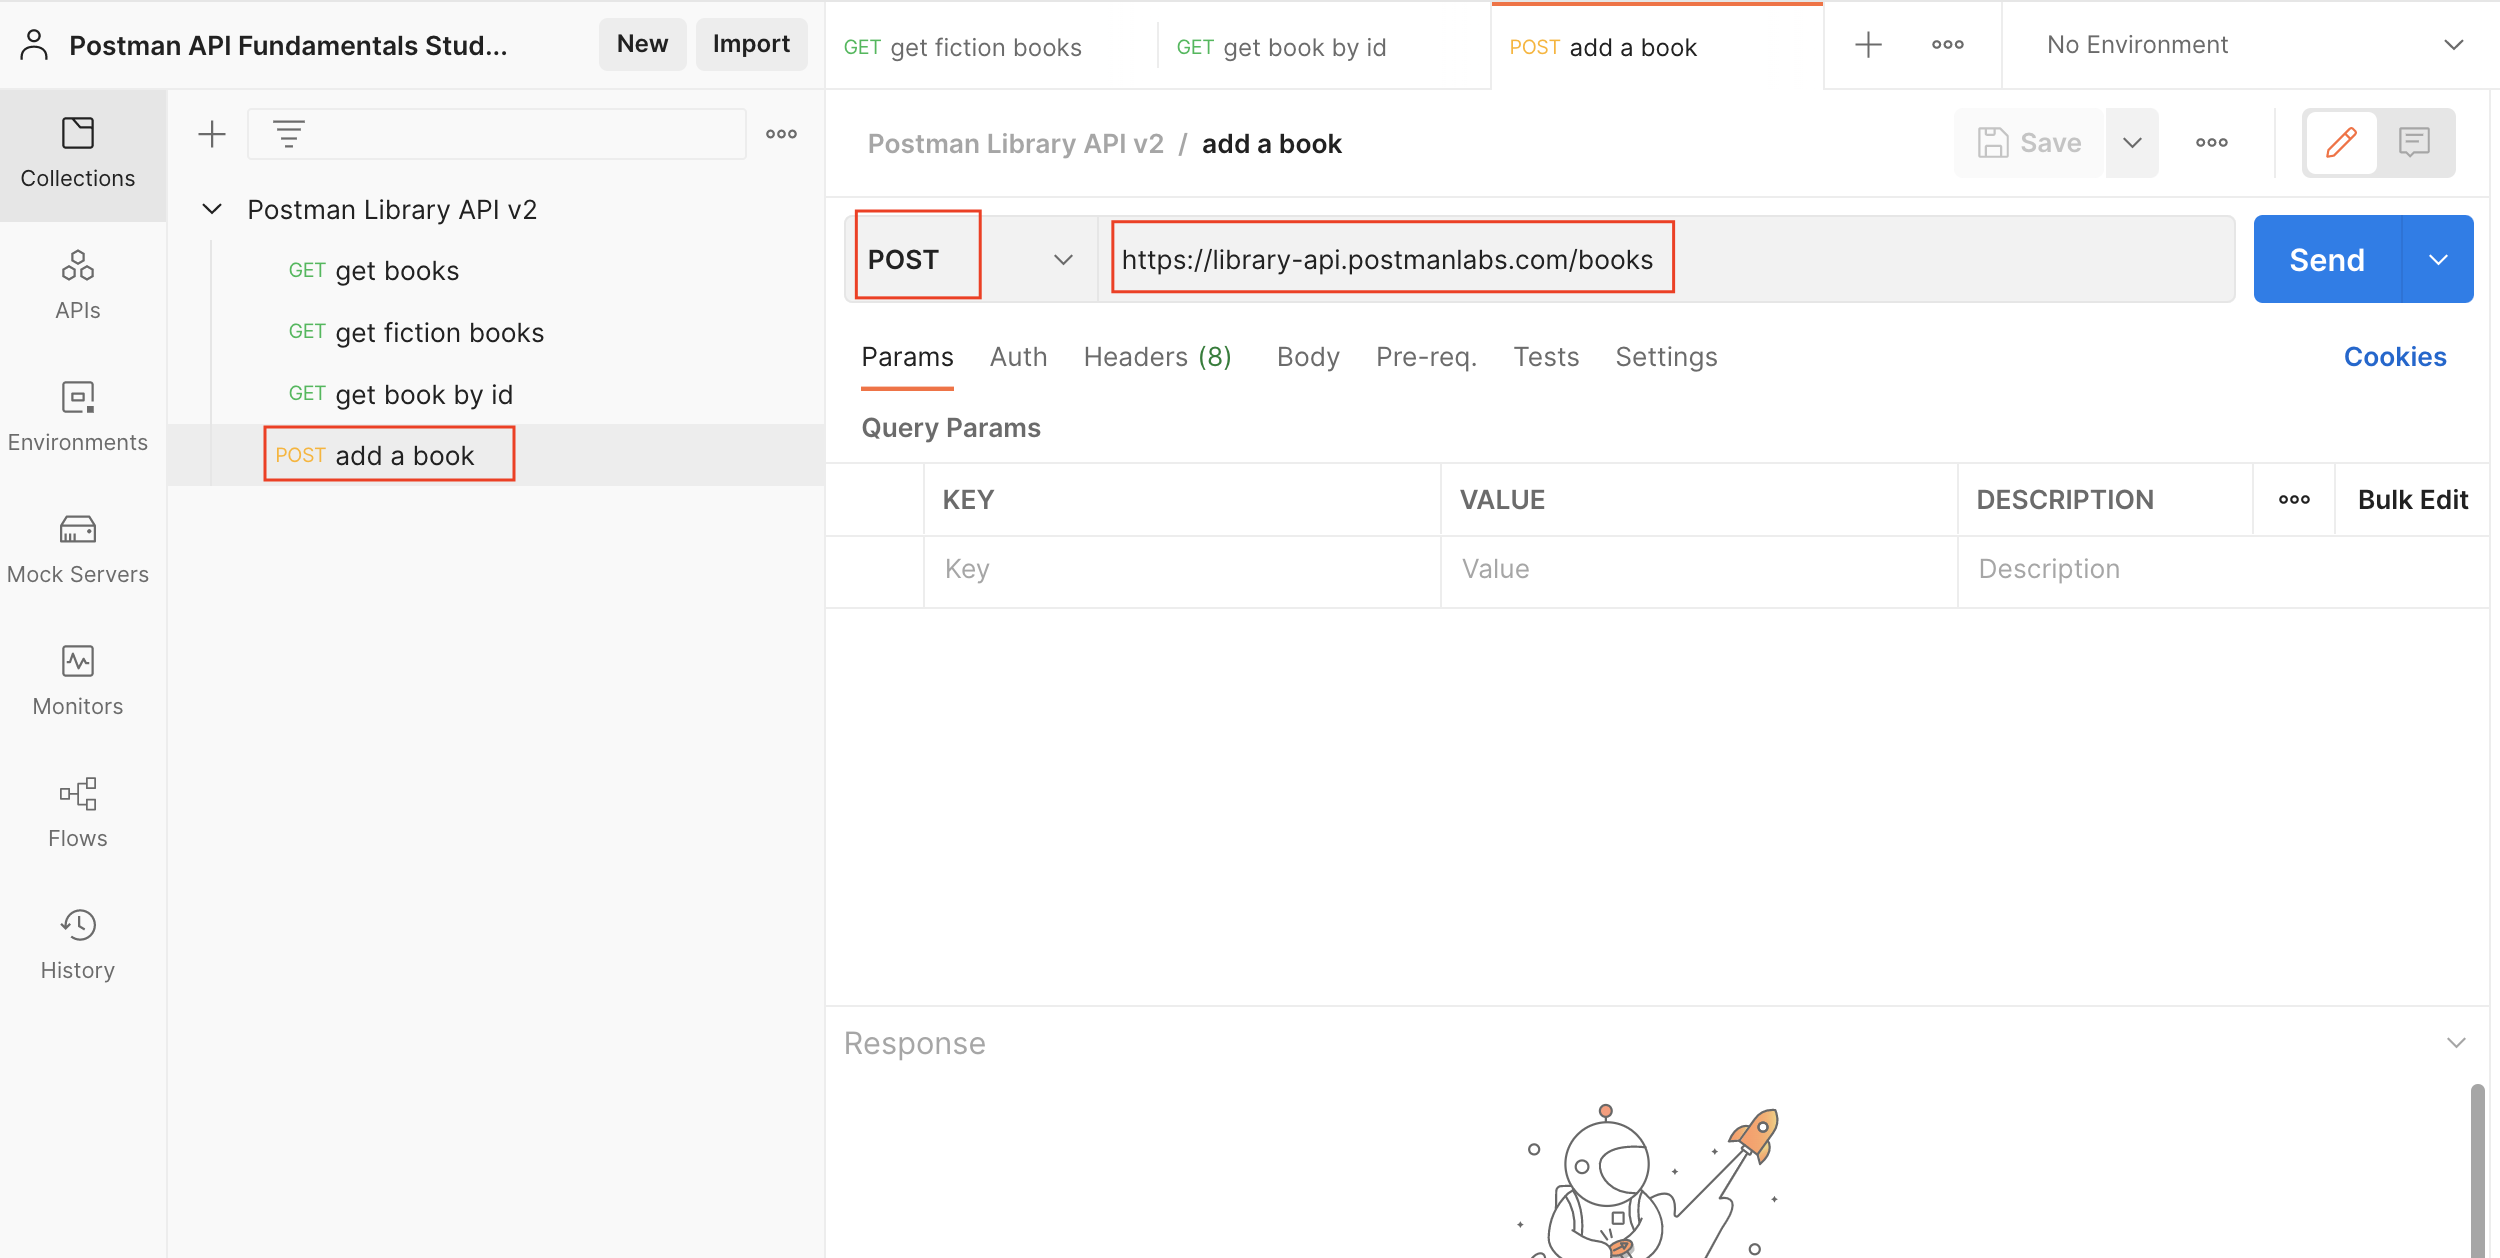 Postman API Fundamentals Stud...
New
Import
GET get fiction books
GET get book by id
POST add a book
No Environment
Collections
APIs
Environments
Mock Servers
Monitors
Flows
History
Postman Library API v2
GET get books
GET get fiction books
GET get book by id
POST add a book
Postman Library API v2 / add a book
Save
POST
https://library-api.postmanlabs.com/books
Send
Params
Auth
Headers (8)
Body
Pre-req.
Tests
Settings
Cookies
Query Params
KEY
VALUE
DESCRIPTION
Bulk Edit
Key
Value
Description
Response